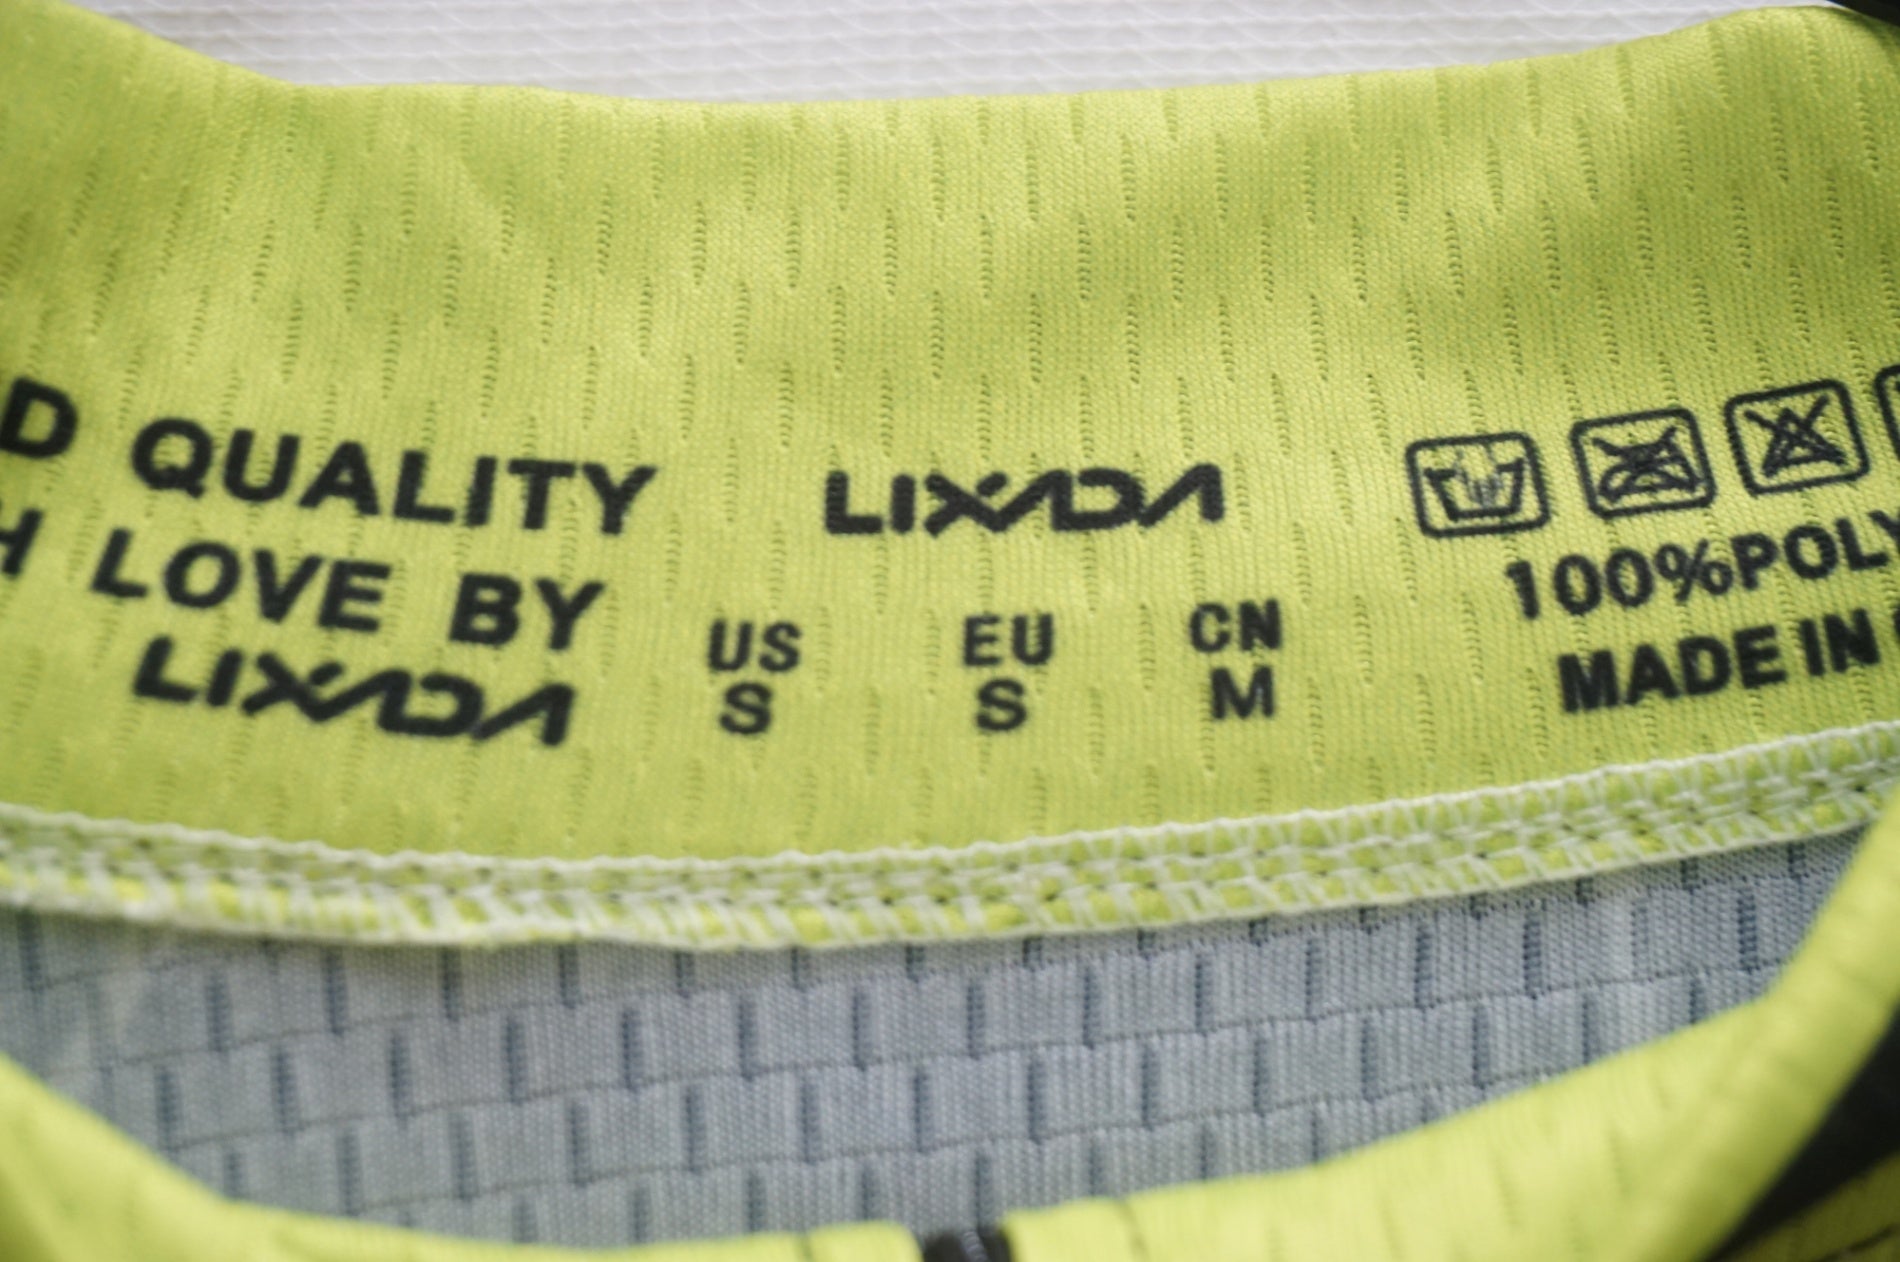 QUALITY
LOVE BY
LIXADA
LIXADA
US EU CN
S S M
100%POLY
MADE IN